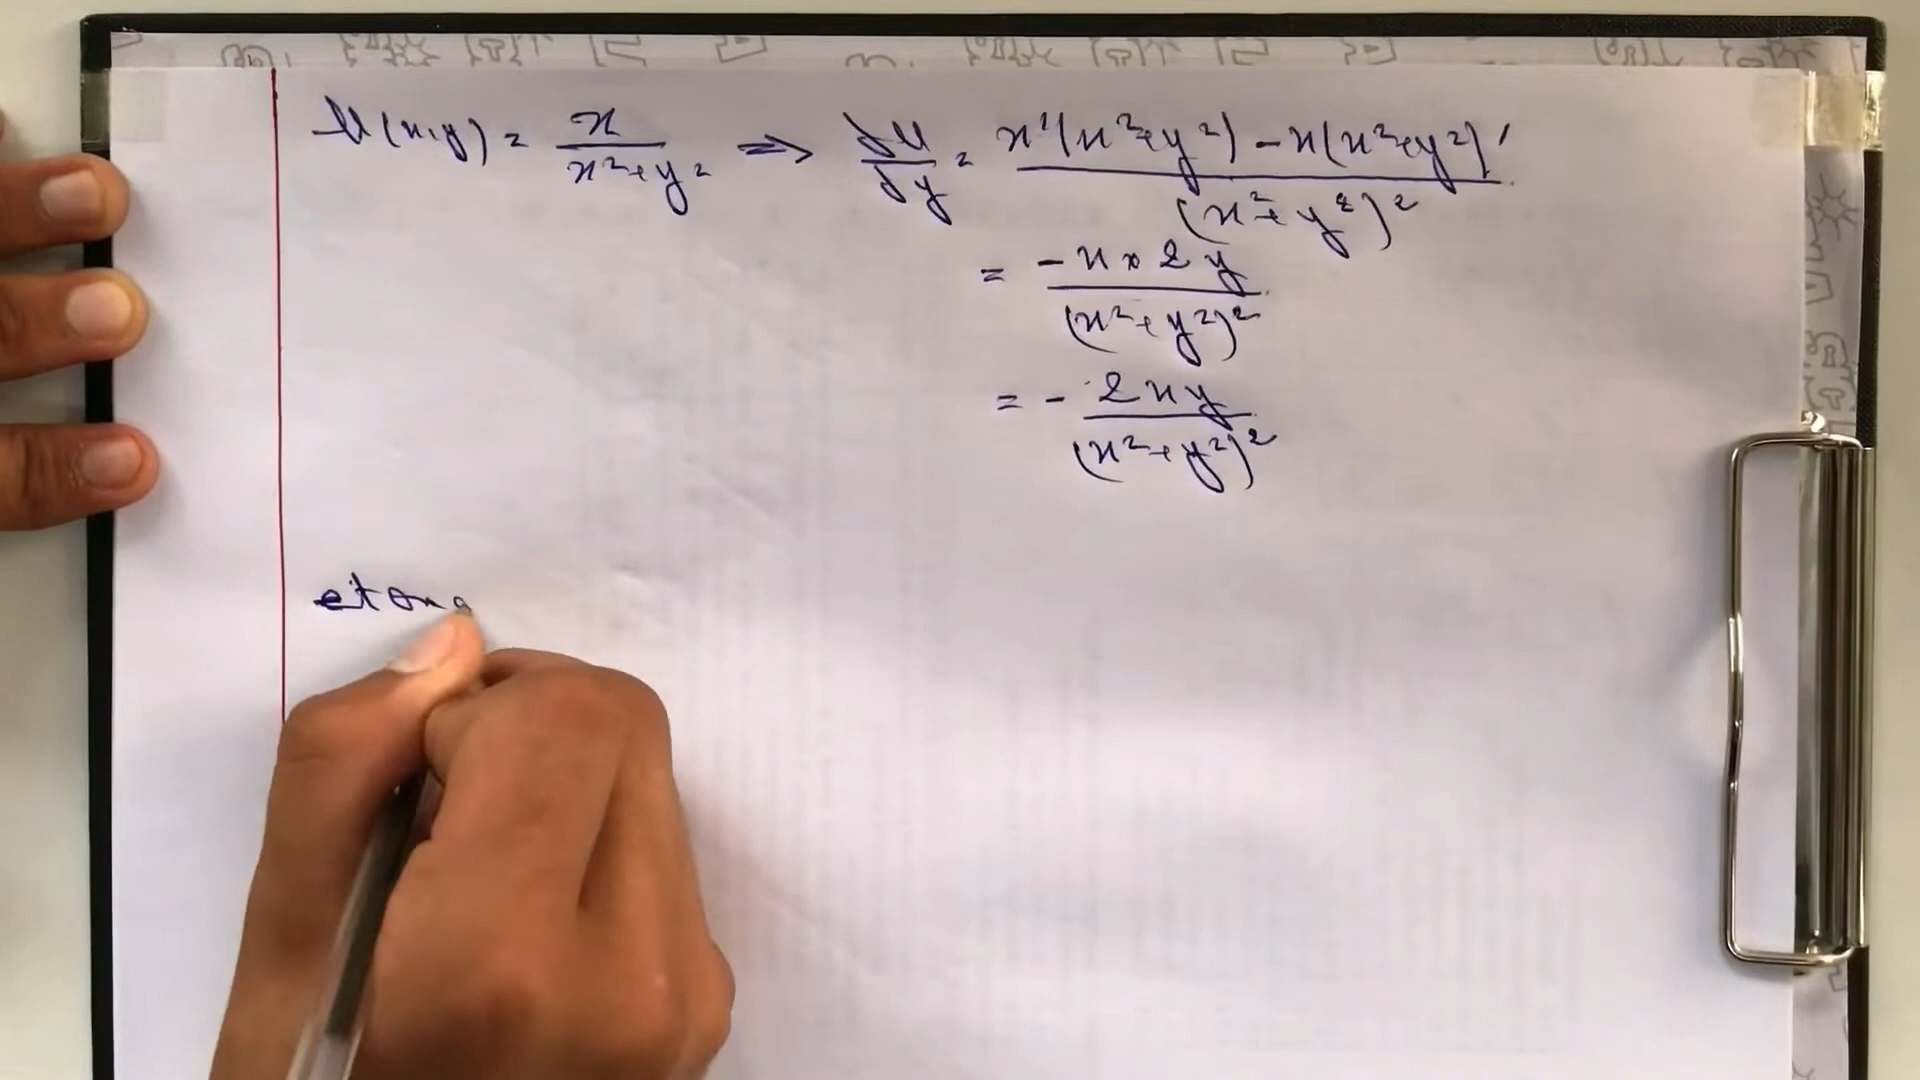 U(x,y) = x / (x²+y²) ⇒ ∂U/∂y = (x'(x²+y²) - x(x²+y²)') / (x²+y²)²
= (-x × 2y) / (x²+y²)²
= - 2xy / (x²+y²)²
et on a